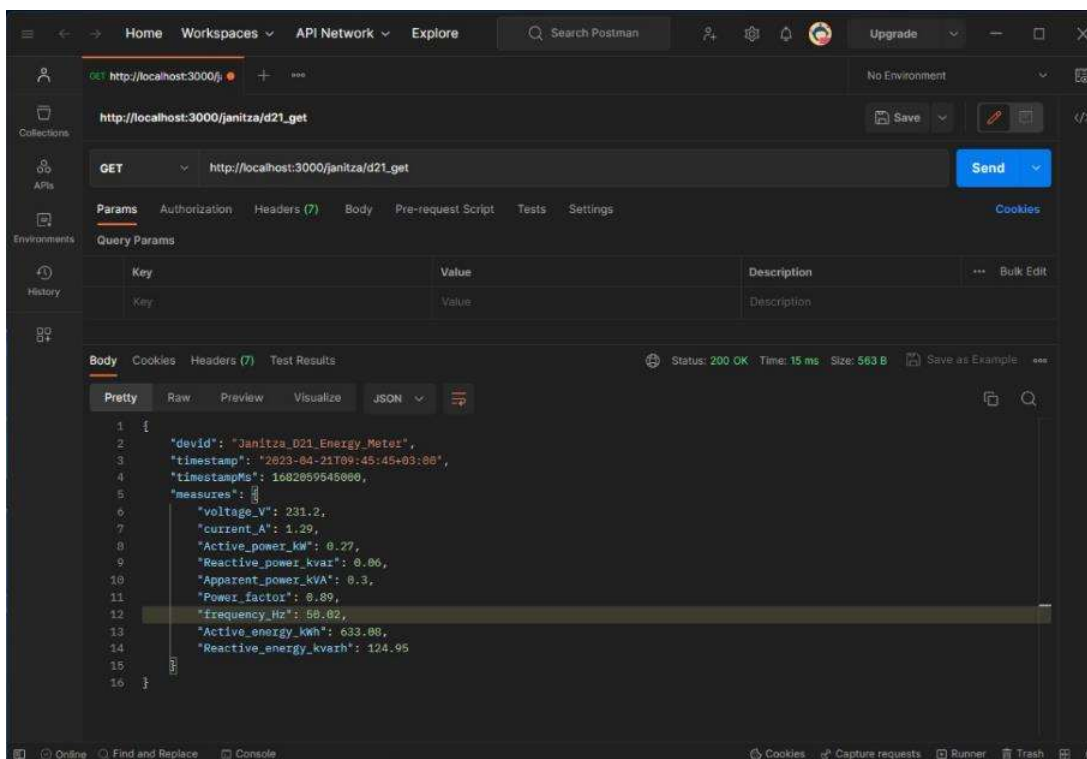 Home Workspaces API Network Explore Search Postman Upgrade
GET http://localhost:3000/j No Environment
http://localhost:3000/janitza/d21_get Save
Collections
GET http://localhost:3000/janitza/d21_get Send
APIs
Params Authorization Headers (7) Body Pre-request Script Tests Settings Cookies
Environments
Query Params
Key Value Description Bulk Edit
History
Key Value Description
Body Cookies Headers (7) Test Results Status: 200 OK Time: 15 ms Size: 563 B Save as Example
Pretty Raw Preview Visualize JSON
1 {
2 "devid": "Janitza_D21_Energy_Meter",
3 "timestamp": "2023-04-21T09:45:45+03:00",
4 "timestampMs": 1682059545000,
5 "measures": {
6 "voltage_V": 231.2,
7 "current_A": 1.29,
8 "Active_power_kW": 0.27,
9 "Reactive_power_kvar": 0.06,
10 "Apparent_power_kVA": 0.3,
11 "Power_factor": 0.89,
12 "frequency_Hz": 50.02,
13 "Active_energy_kWh": 633.08,
14 "Reactive_energy_kvarh": 124.95
15 }
16 }
Online Find and Replace Console Cookies Capture requests Runner Trash